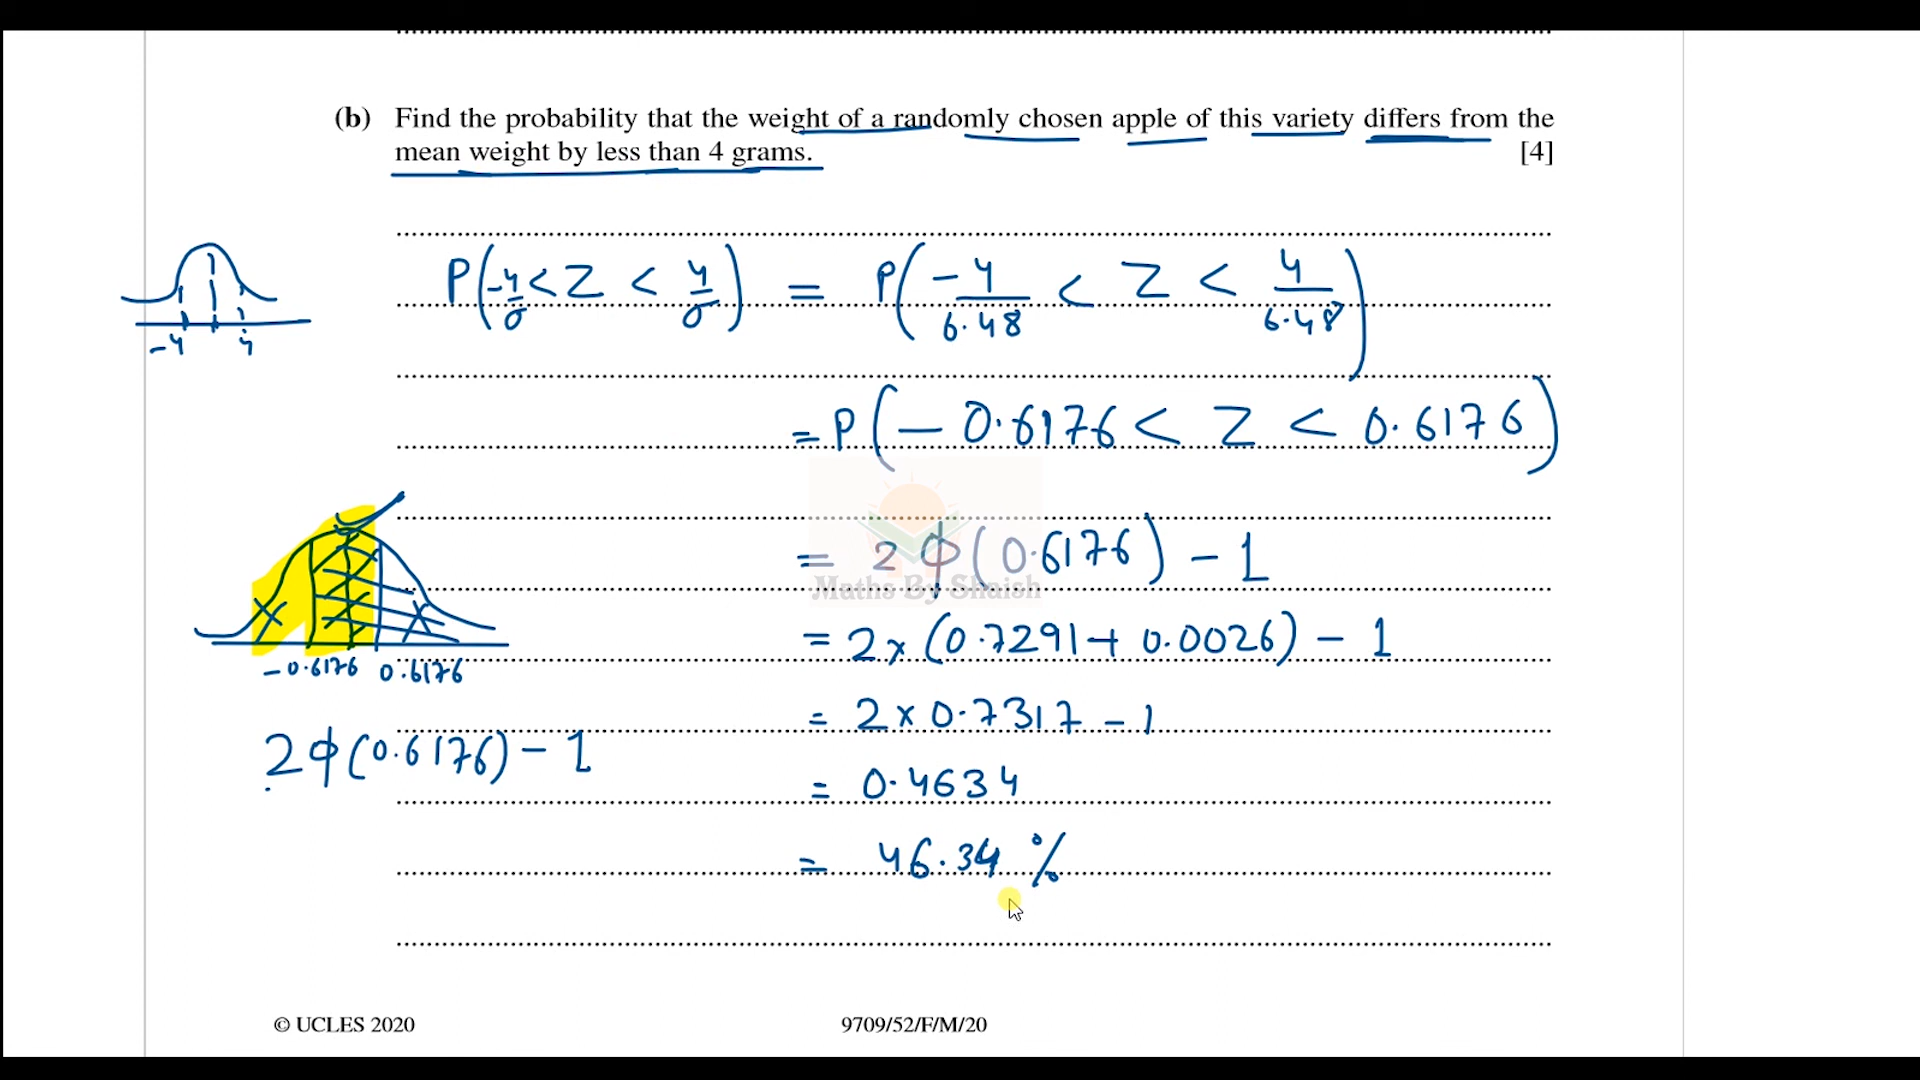 (b) Find the probability that the weight of a randomly chosen apple of this variety differs from the
mean weight by less than 4 grams. [4]
-4 4
P(-4/σ < Z < 4/σ) = P(-4/6.48 < Z < 4/6.48)
= P(-0.6176 < Z < 0.6176)
= 2ϕ(0.6176) - 1
Maths By Shaish
= 2 x (0.7291 + 0.0026) - 1
-0.6176 0.6176
= 2 x 0.7317 - 1
2ϕ(0.6176) - 1
= 0.4634
= 46.34 %
© UCLES 2020 9709/52/F/M/20